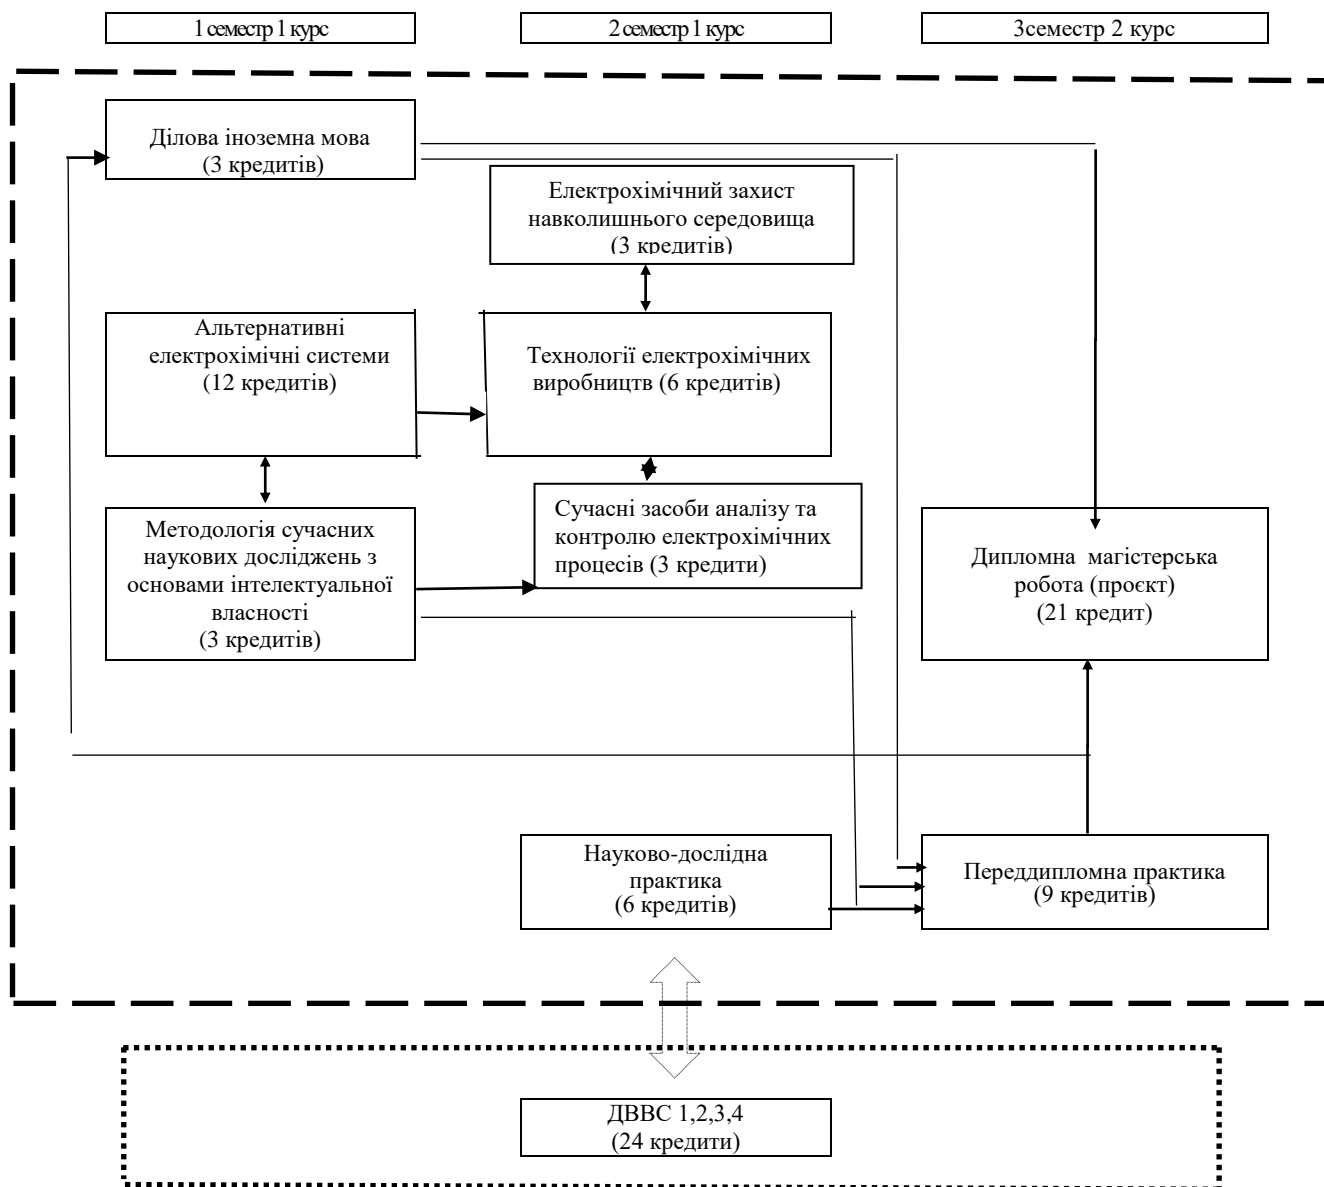 1 семестр 1 курс
2 семестр 1 курс
3семестр 2 курс
Ділова іноземна мова
(3 кредитів)
Електрохімічний захист
навколишнього середовища
(3 кредитів)
Альтернативні
електрохімічні системи
(12 кредитів)
Технології електрохімічних
виробництв (6 кредитів)
Методологія сучасних
наукових досліджень з
основами інтелектуальної
власності
(3 кредитів)
Сучасні засоби аналізу та
контролю електрохімічних
процесів (3 кредити)
Дипломна магістерська
робота (проєкт)
(21 кредит)
Науково-дослідна
практика
(6 кредитів)
Переддипломна практика
(9 кредитів)
ДВВС 1,2,3,4
(24 кредити)